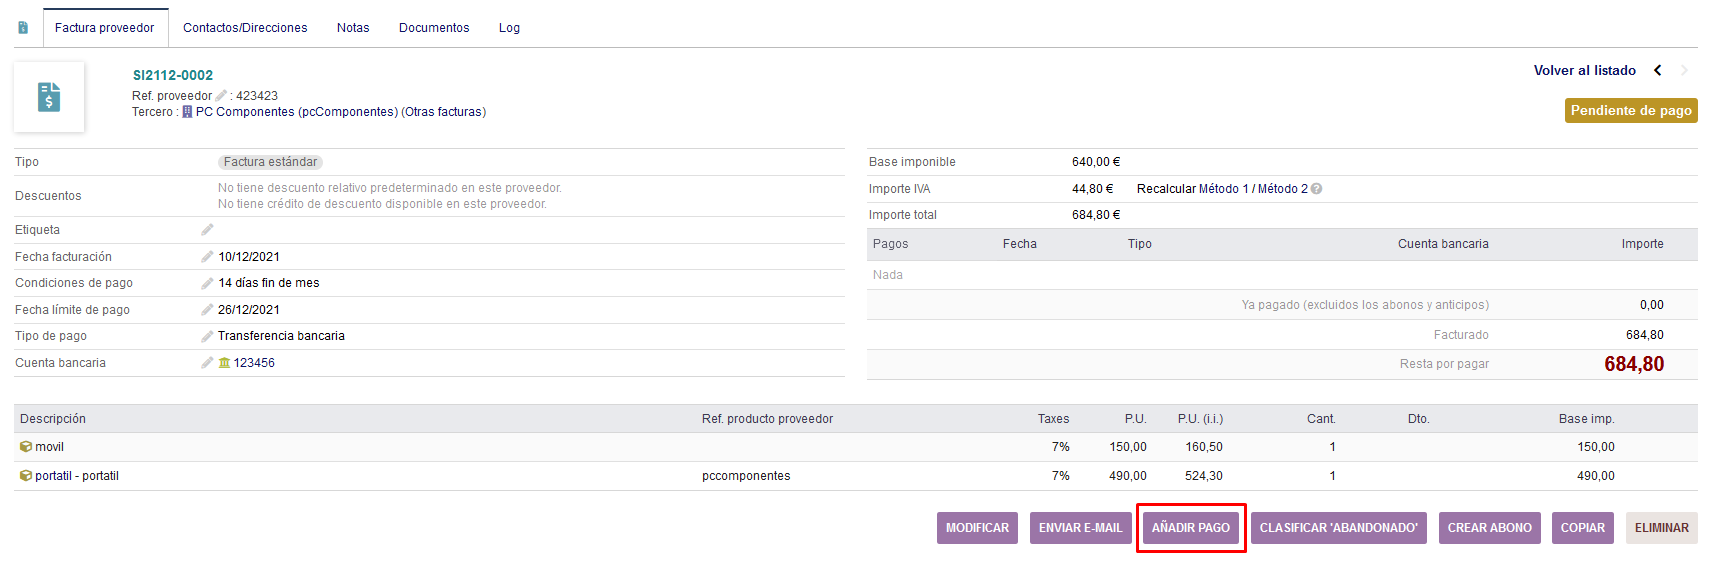 Factura proveedor Contactos/Direcciones Notas Documentos Log
SI2112-0002
Volver al listado
Ref. proveedor : 423423
Tercero : PC Componentes (pcComponentes) (Otras facturas)
Pendiente de pago
Tipo Factura estándar
Descuentos No tiene descuento relativo predeterminado en este proveedor.
No tiene crédito de descuento disponible en este proveedor.
Etiqueta
Fecha facturación 10/12/2021
Condiciones de pago 14 días fin de mes
Fecha límite de pago 26/12/2021
Tipo de pago Transferencia bancaria
Cuenta bancaria 123456
Base imponible 640,00 €
Importe IVA 44,80 € Recalcular Método 1 / Método 2 ?
Importe total 684,80 €
Pagos Fecha Tipo Cuenta bancaria Importe
Nada
Ya pagado (excluidos los abonos y anticipos) 0,00
Facturado 684,80
Resta por pagar 684,80
Descripción Ref. producto proveedor Taxes P.U. P.U. (i.i.) Cant. Dto. Base imp.
movil 7% 150,00 160,50 1 150,00
portatil - portatil pccomponentes 7% 490,00 524,30 1 490,00
MODIFICAR ENVIAR E-MAIL AÑADIR PAGO CLASIFICAR 'ABANDONADO' CREAR ABONO COPIAR ELIMINAR